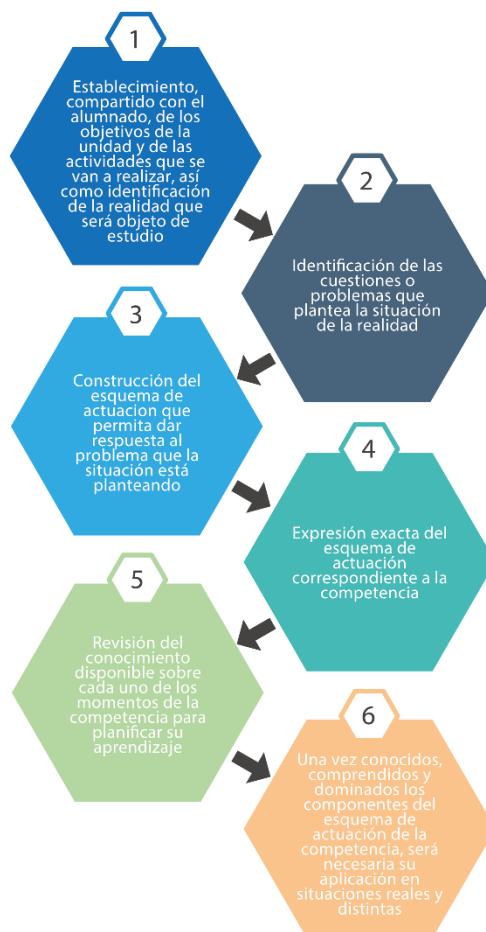 1
Establecimiento,
compartido con el
alumnado, de los
objetivos de la
unidad y de las
actividades que se
van a realizar, así
como identificación
de la realidad que
será objeto de
estudio
2
Identificación de las
cuestiones o
problemas que
plantea la situación
de la realidad
3
Construcción del
esquema de
actuacion que
permita dar
respuesta al
problema que la
situación está
planteando
4
Expresión exacta del
esquema de
actuación
correspondiente a la
competencia
5
Revisión del
conocimiento
disponible sobre
cada uno de los
momentos de la
competencia para
planificar su
aprendizaje
6
Una vez conocidos,
comprendidos y
dominados los
componentes del
esquema de
actuación de la
competencia, será
necesaria su
aplicación en
situaciones reales y
distintas